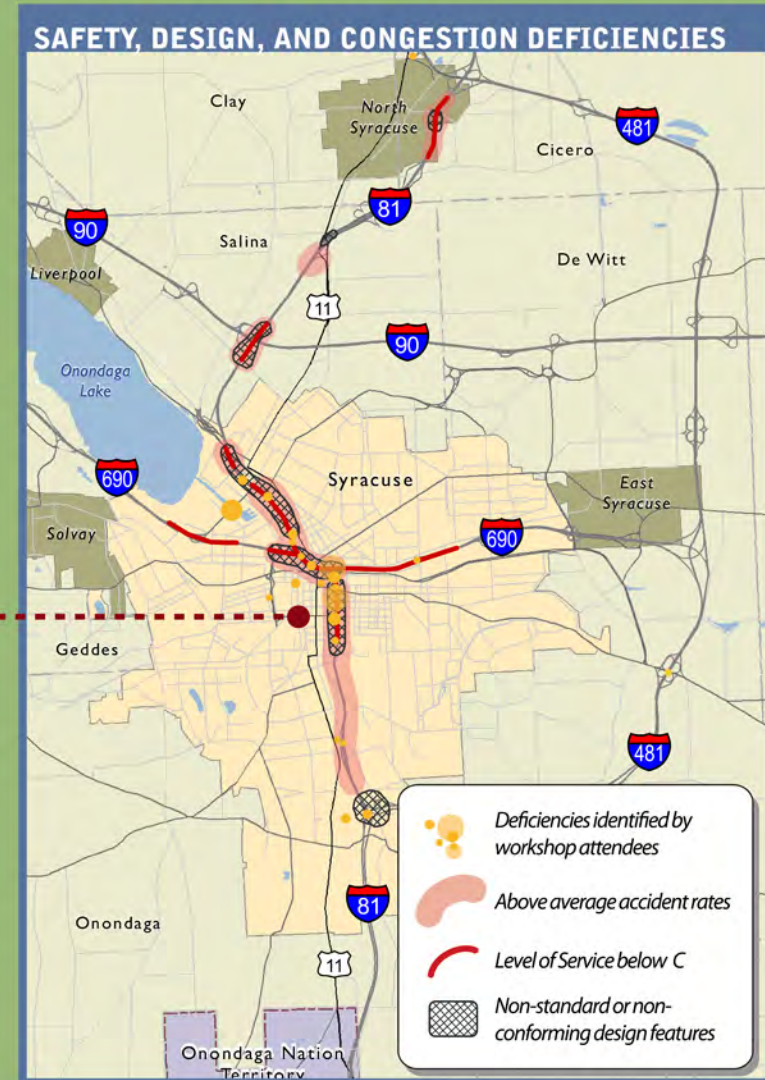 SAFETY, DESIGN, AND CONGESTION DEFICIENCIES
Clay
North
Syracuse
481
Cicero
81
90
Salina
De Witt
Liverpool
11
90
Onondaga
Lake
690
Syracuse
East
Syracuse
Solvay
690
Geddes
481
Deficiencies identified by
workshop attendees
Above average accident rates
81
Onondaga
Level of Service below C
11
Non-standard or non-
conforming design features
Onondaga Nation
Territory